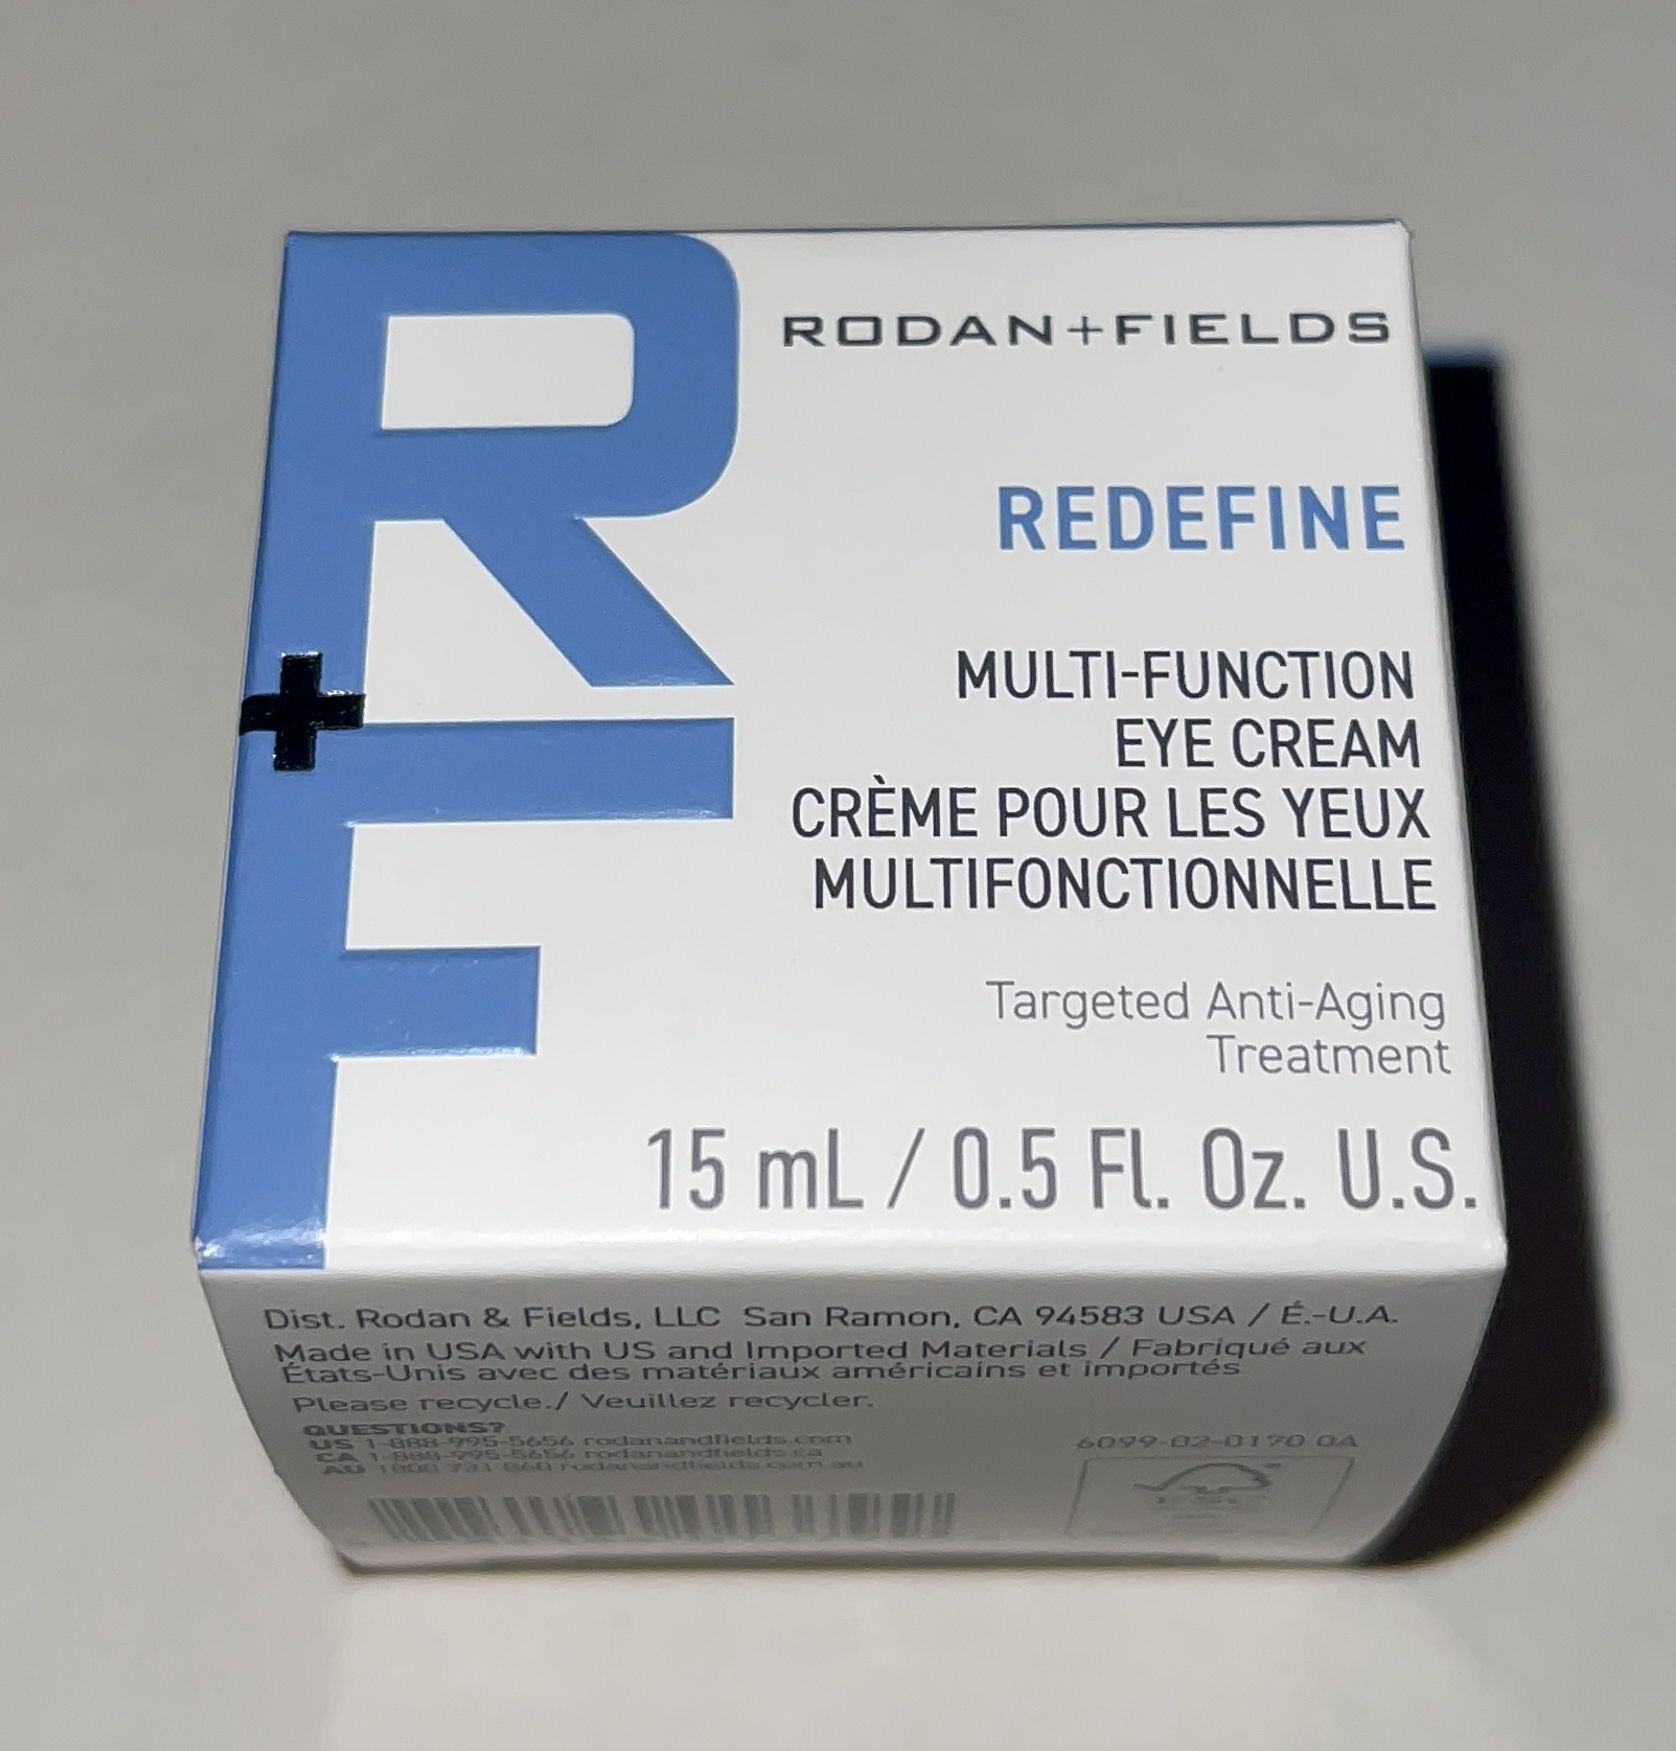 R+F
RODAN+FIELDS
REDEFINE
MULTI-FUNCTION
EYE CREAM
CRÈME POUR LES YEUX
MULTIFONCTIONNELLE
Targeted Anti-Aging
Treatment
15 mL / 0.5 Fl. Oz. U.S.
Dist. Rodan & Fields, LLC San Ramon, CA 94583 USA / É.-U.A.
Made in USA with US and Imported Materials / Fabriqué aux
États-Unis avec des matériaux américains et importés
Please recycle./ Veuillez recycler.
QUESTIONS?
US 1-888-995-5656 rodanandfields.com
CA 1-888-995-5656 rodanandfields.ca
AU 1800 731 860 rodanandfields.com.au
6099-02-0170 0A
FSC